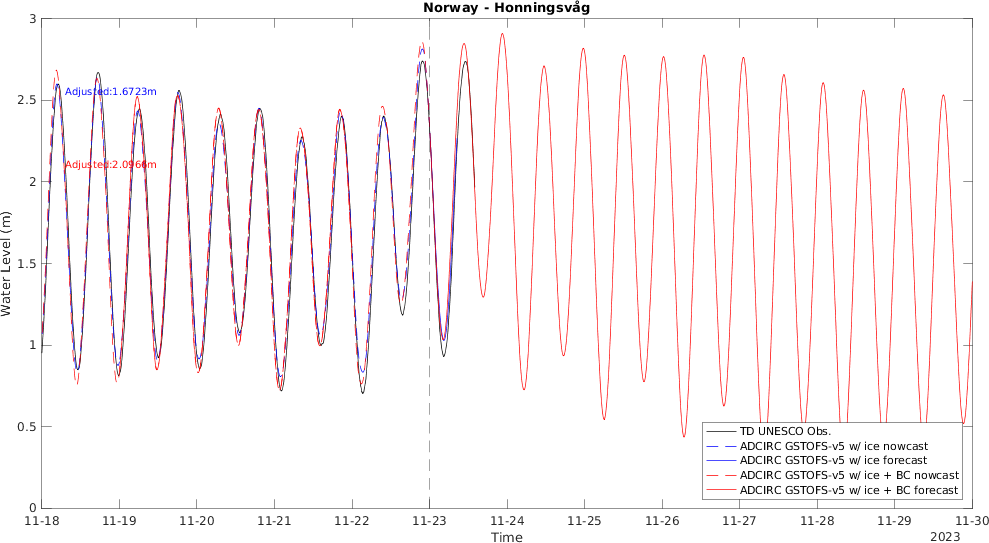 Norway - Honningsvåg
3
2.5
2
1.5
1
0.5
0
Water Level (m)
Adjusted:1.6723m
Adjusted:2.0966m
TD UNESCO Obs.
ADCIRC GSTOFS-v5 w/ ice nowcast
ADCIRC GSTOFS-v5 w/ ice forecast
ADCIRC GSTOFS-v5 w/ ice + BC nowcast
ADCIRC GSTOFS-v5 w/ ice + BC forecast
11-18 11-19 11-20 11-21 11-22 11-23 11-24 11-25 11-26 11-27 11-28 11-29 11-30
Time
2023